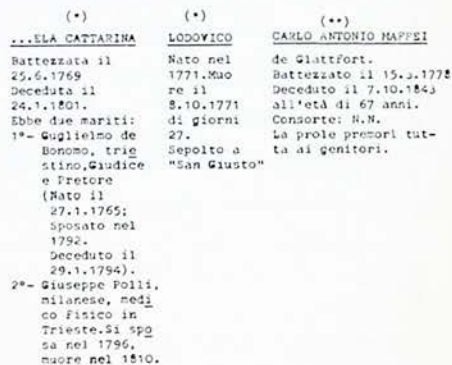 (*)
...ELA CATTARINA
Battezzata il
25.6.1769
Deceduta il
24.1.1801.
Ebbe due mariti:
1°- Guglielmo de
Bonomo, trie
stino,Giudice
e Pretore
(Nato il
27.1.1765;
Sposato nel
1792.
Deceduto il
29.1.1794).
2°- Giuseppe Polli,
milanese, medi
co fisico in
Trieste.Si spo
sa nel 1796,
muore nel 1810.
(*)
LODOVICO
Nato nel
1771.Muo
re il
8.10.1771
di giorni
27.
Sepolto a
"San Giusto"
(**)
CARLO ANTONIO MAFFEI
de Glattfort.
Battezzato il 15.3.1778
Deceduto il 7.10.1843
all'età di 67 anni.
Consorte: N.N.
La prole premorì tut-
ta ai genitori.